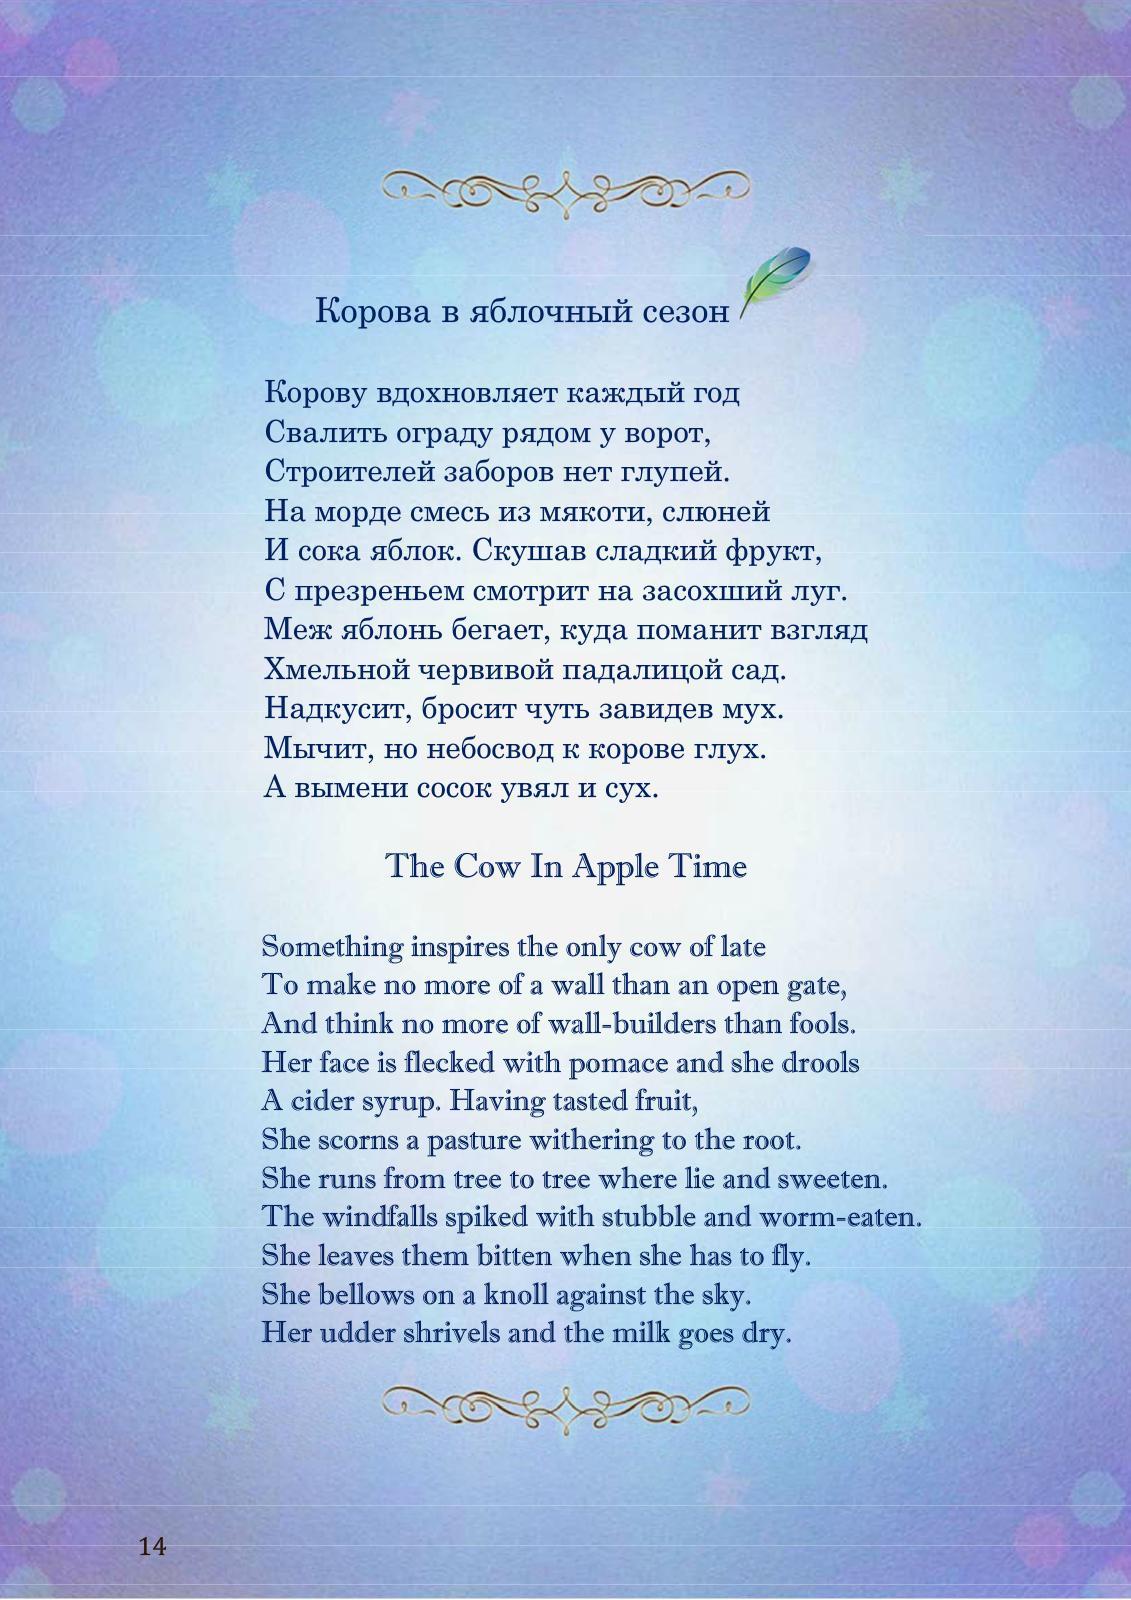 Корова в яблочный сезон
Корову вдохновляет каждый год
Свалить ограду рядом у ворот,
Строителей заборов нет глупей.
На морде смесь из мякоти, слюней
И сока яблок. Скушав сладкий фрукт,
С презреньем смотрит на засохший луг.
Меж яблонь бегает, куда поманит взгляд
Хмельной червивой падалицой сад.
Надкусит, бросит чуть завидев мух.
Мычит, но небосвод к корове глух.
А вымени сосок увял и сух.
The Cow In Apple Time
Something inspires the only cow of late
To make no more of a wall than an open gate,
And think no more of wall-builders than fools.
Her face is flecked with pomace and she drools
A cider syrup. Having tasted fruit,
She scorns a pasture withering to the root.
She runs from tree to tree where lie and sweeten.
The windfalls spiked with stubble and worm-eaten.
She leaves them bitten when she has to fly.
She bellows on a knoll against the sky.
Her udder shrivels and the milk goes dry.
14